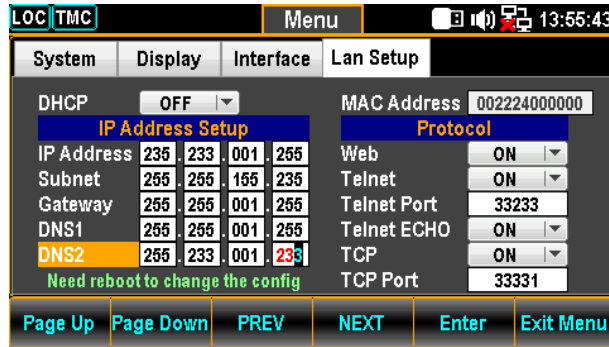 LOC TMC Menu 13:55:43
System Display Interface Lan Setup
DHCP OFF MAC Address 002224000000
IP Address Setup Protocol
IP Address 235 . 233 . 001 . 255 Web ON
Subnet 255 . 255 . 155 . 235 Telnet ON
Gateway 255 . 255 . 001 . 255 Telnet Port 33233
DNS1 255 . 255 . 001 . 255 Telnet ECHO ON
DNS2 255 . 233 . 001 . 233 TCP ON
Need reboot to change the config TCP Port 33331
Page Up Page Down PREV NEXT Enter Exit Menu